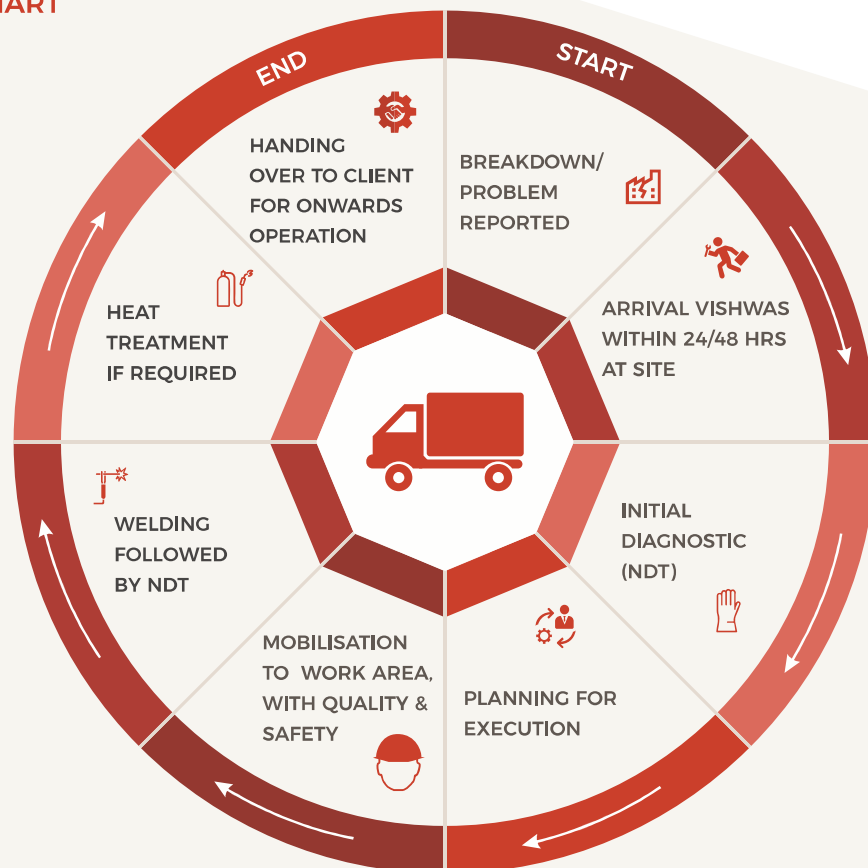 START
BREAKDOWN/
PROBLEM
REPORTED
ARRIVAL VISHWAS
WITHIN 24/48 HRS
AT SITE
INITIAL
DIAGNOSTIC
(NDT)
PLANNING FOR
EXECUTION
MOBILISATION
TO WORK AREA,
WITH QUALITY &
SAFETY
WELDING
FOLLOWED
BY NDT
HEAT
TREATMENT
IF REQUIRED
END
HANDING
OVER TO CLIENT
FOR ONWARDS
OPERATION